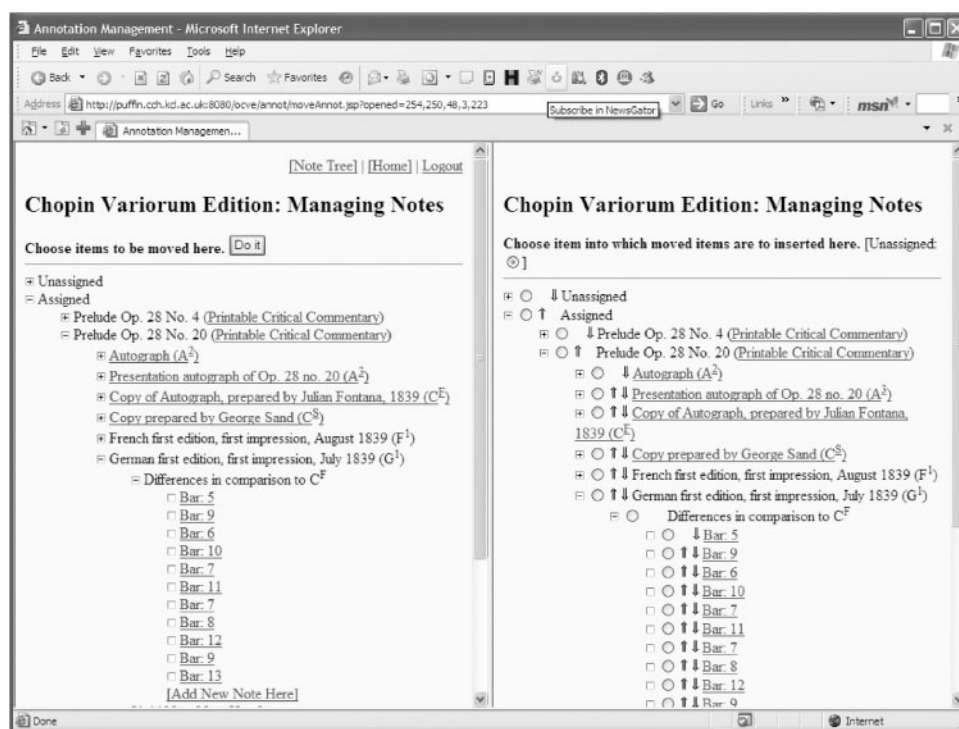 Annotation Management - Microsoft Internet Explorer
File Edit View Favorites Tools Help
Back Search Favorites
Address http://puffin.cch.kcl.ac.uk:8080/ocve/annot/moveAnnot.jsp?opened=254,250,48,3,223 Go Links » msn
Subscribe in NewsGator
Annotation Managemen...
[Note Tree] | [Home] | Logout
Chopin Variorum Edition: Managing Notes
Choose items to be moved here. Do it
Unassigned
Assigned
Prelude Op. 28 No. 4 (Printable Critical Commentary)
Prelude Op. 28 No. 20 (Printable Critical Commentary)
Autograph (A²)
Presentation autograph of Op. 28 no. 20 (A²)
Copy of Autograph, prepared by Julian Fontana, 1839 (Cᶠ)
Copy prepared by George Sand (Cˢ)
French first edition, first impression, August 1839 (F¹)
German first edition, first impression, July 1839 (G¹)
Differences in comparison to Cᶠ
Bar: 5
Bar: 9
Bar: 6
Bar: 10
Bar: 7
Bar: 11
Bar: 7
Bar: 8
Bar: 12
Bar: 9
Bar: 13
[Add New Note Here]
Chopin Variorum Edition: Managing Notes
Choose item into which moved items are to inserted here. [Unassigned:
]
⇓ Unassigned
⇑ Assigned
⇓ Prelude Op. 28 No. 4 (Printable Critical Commentary)
⇑ Prelude Op. 28 No. 20 (Printable Critical Commentary)
⇓ Autograph (A²)
⇑⇓ Presentation autograph of Op. 28 no. 20 (A²)
⇑⇓ Copy of Autograph, prepared by Julian Fontana,
1839 (Cᶠ)
⇑⇓ Copy prepared by George Sand (Cˢ)
⇑⇓ French first edition, first impression, August 1839 (F¹)
⇑⇓ German first edition, first impression, July 1839 (G¹)
Differences in comparison to Cᶠ
⇓ Bar: 5
⇑⇓ Bar: 9
⇑⇓ Bar: 6
⇑⇓ Bar: 10
⇑⇓ Bar: 7
⇑⇓ Bar: 11
⇑⇓ Bar: 7
⇑⇓ Bar: 8
⇑⇓ Bar: 12
⇑⇓ Bar: 9
Done Internet